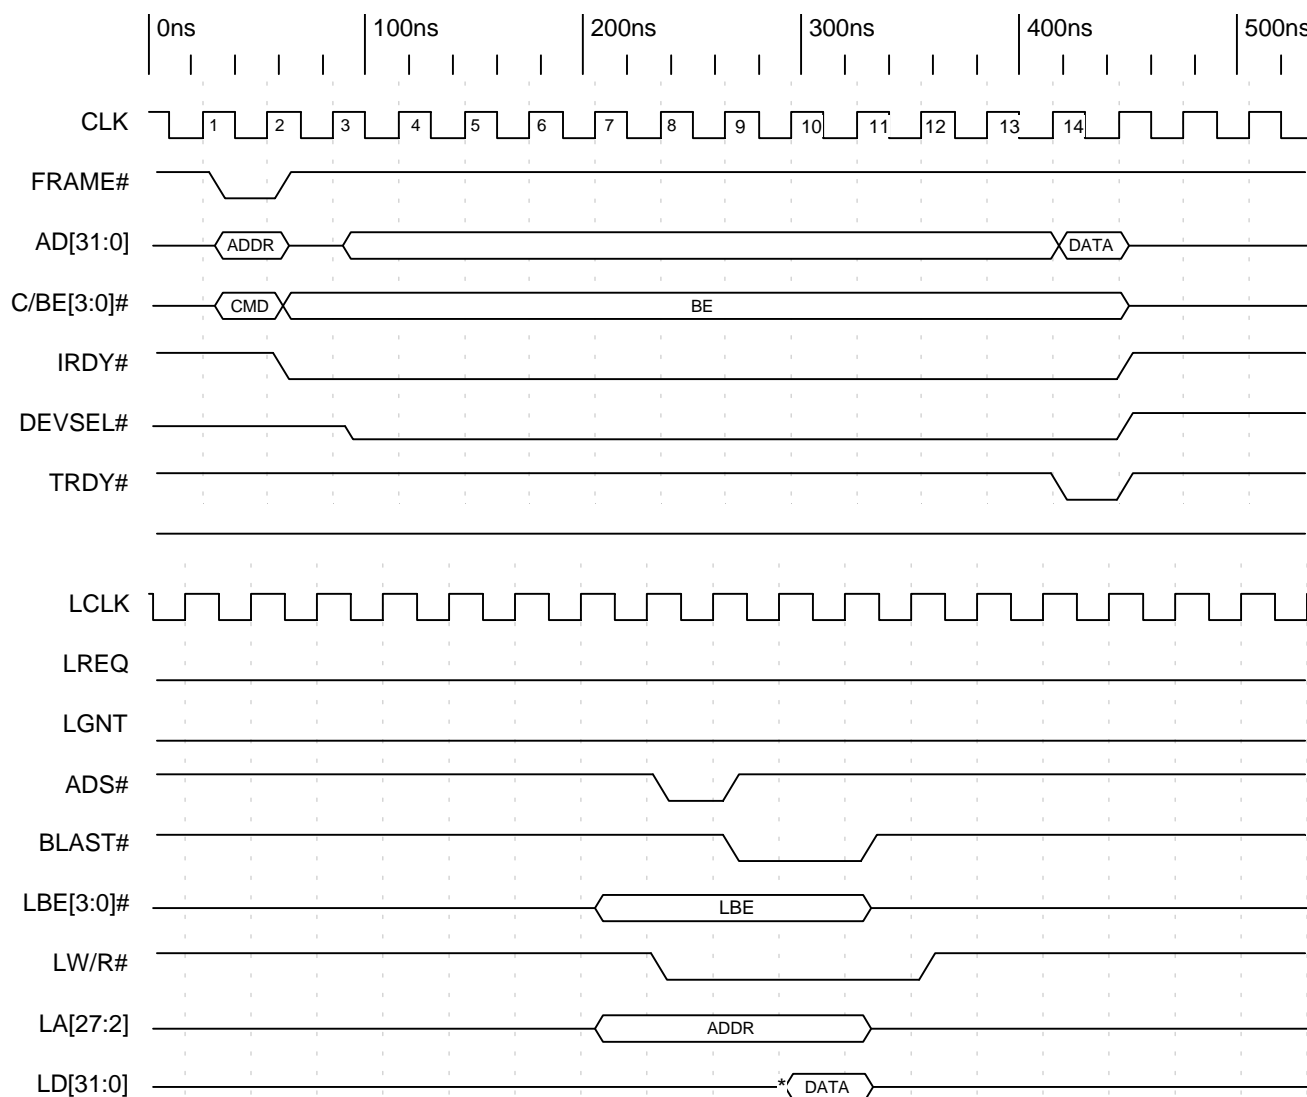 0ns 100ns 200ns 300ns 400ns 500ns
CLK 1 2 3 4 5 6 7 8 9 10 11 12 13 14
FRAME#
AD[31:0] ADDR DATA
C/BE[3:0]# CMD BE
IRDY#
DEVSEL#
TRDY#
LCLK
LREQ
LGNT
ADS#
BLAST#
LBE[3:0]# LBE
LW/R#
LA[27:2] ADDR
LD[31:0] * DATA